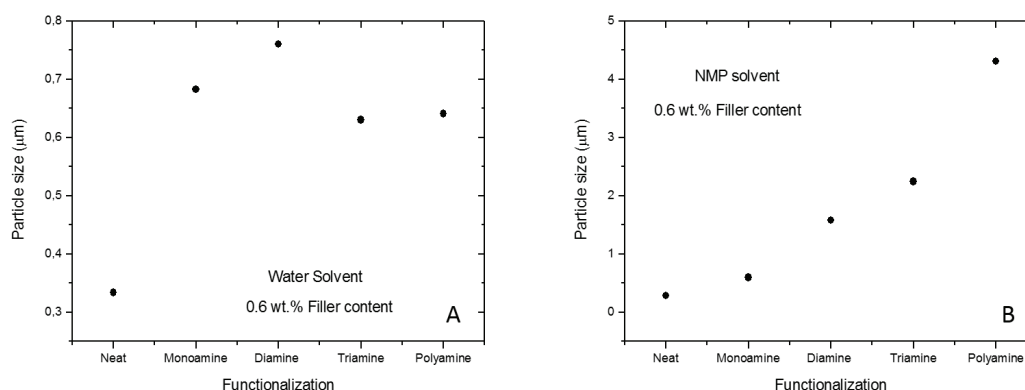 0,8
0,7
0,6
0,5
0,4
0,3
Particle size (μm)
Water Solvent
0.6 wt.% Filler content
A
Neat Monoamine Diamine Triamine Polyamine
Functionalization
5
4
3
2
1
0
Particle size (μm)
NMP solvent
0.6 wt.% Filler content
B
Neat Monoamine Diamine Triamine Polyamine
Functionalization